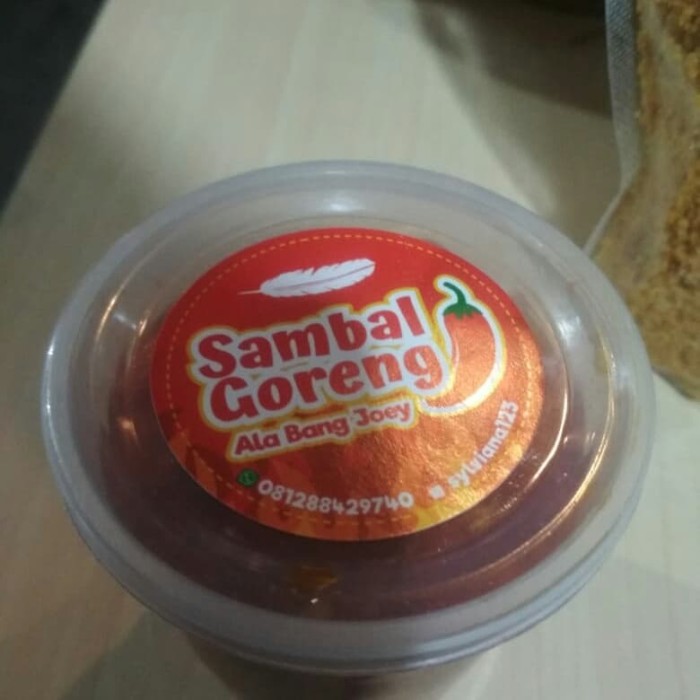 Sambal
Goreng
Ala Bang Joey
081288429740
sylviana123